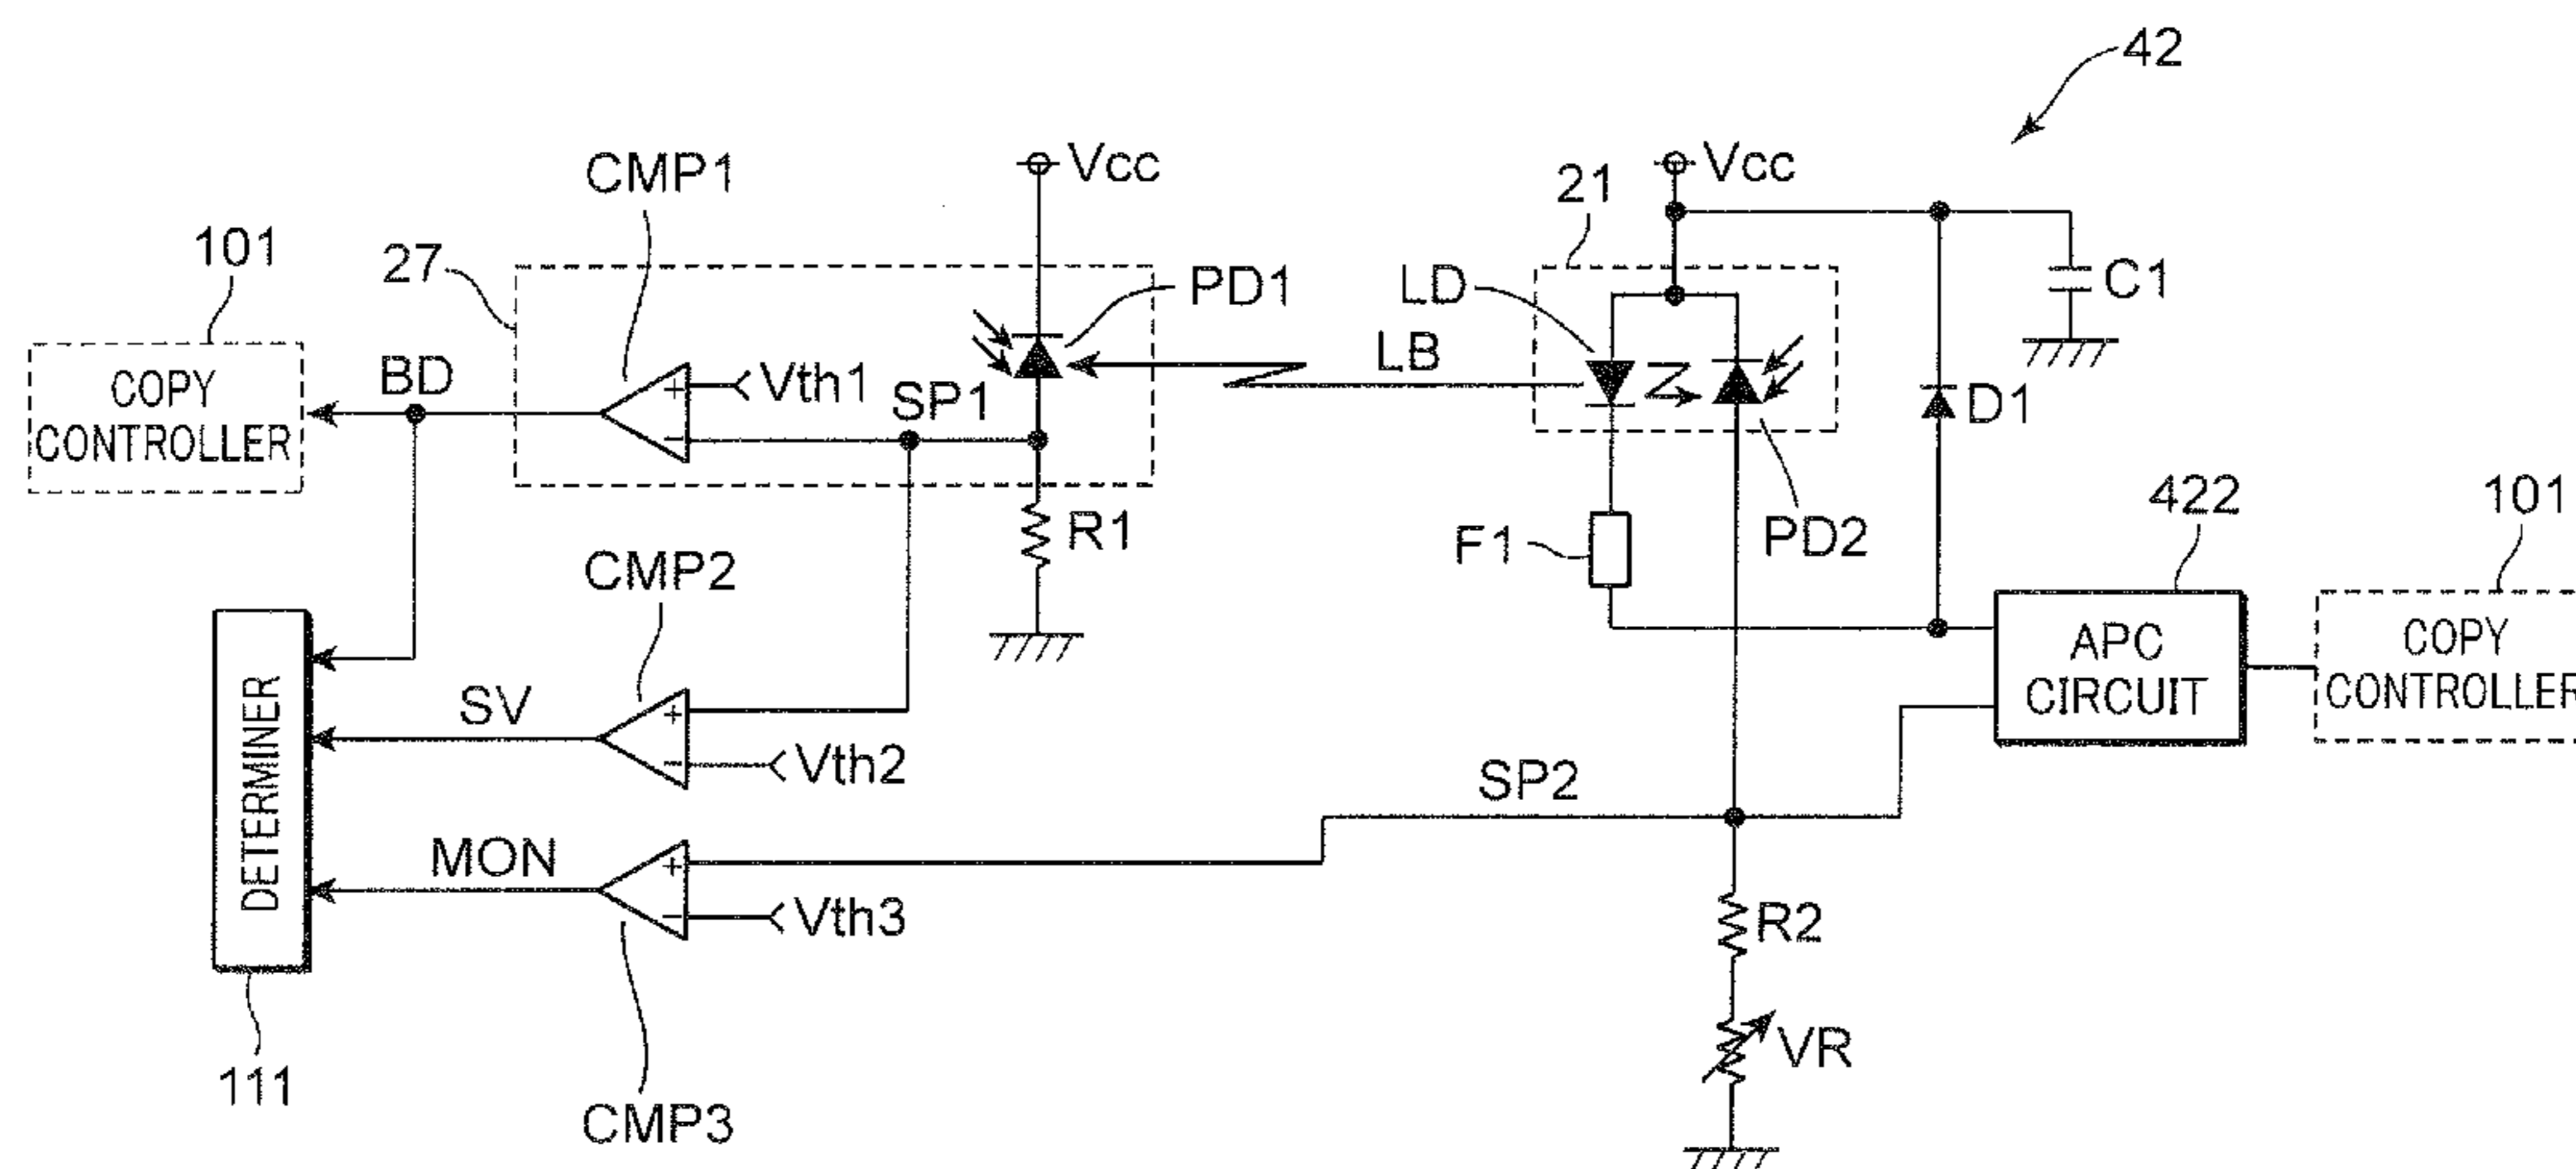 42
CMP1
Vcc
Vcc
21
101
27
PD1
LD
C1
LB
COPY
CONTROLLER
BD
Vth1
SP1
D1
R1
F1
PD2
422
101
CMP2
APC
CIRCUIT
COPY
CONTROLLER
DETERMINER
SV
Vth2
SP2
MON
Vth3
R2
VR
111
CMP3